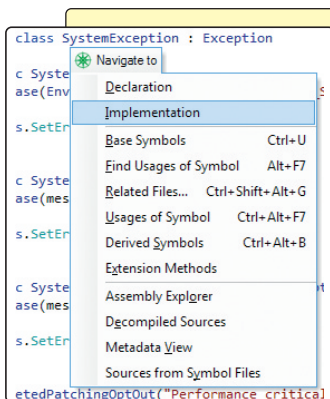 class SystemException : Exception
Navigate to
c Syste
ase(Env
Declaration
Implementation
s.SetEr
Base Symbols Ctrl+U
Find Usages of Symbol Alt+F7
c Syste
ase(mes
Related Files... Ctrl+Shift+Alt+G
Usages of Symbol Ctrl+Alt+F7
s.SetEr
Derived Symbols Ctrl+Alt+B
Extension Methods
c Syste
ase(mes
Assembly Explorer
Decompiled Sources
s.SetEr
Metadata View
Sources from Symbol Files
etedPatchingOptOut("Performance critical